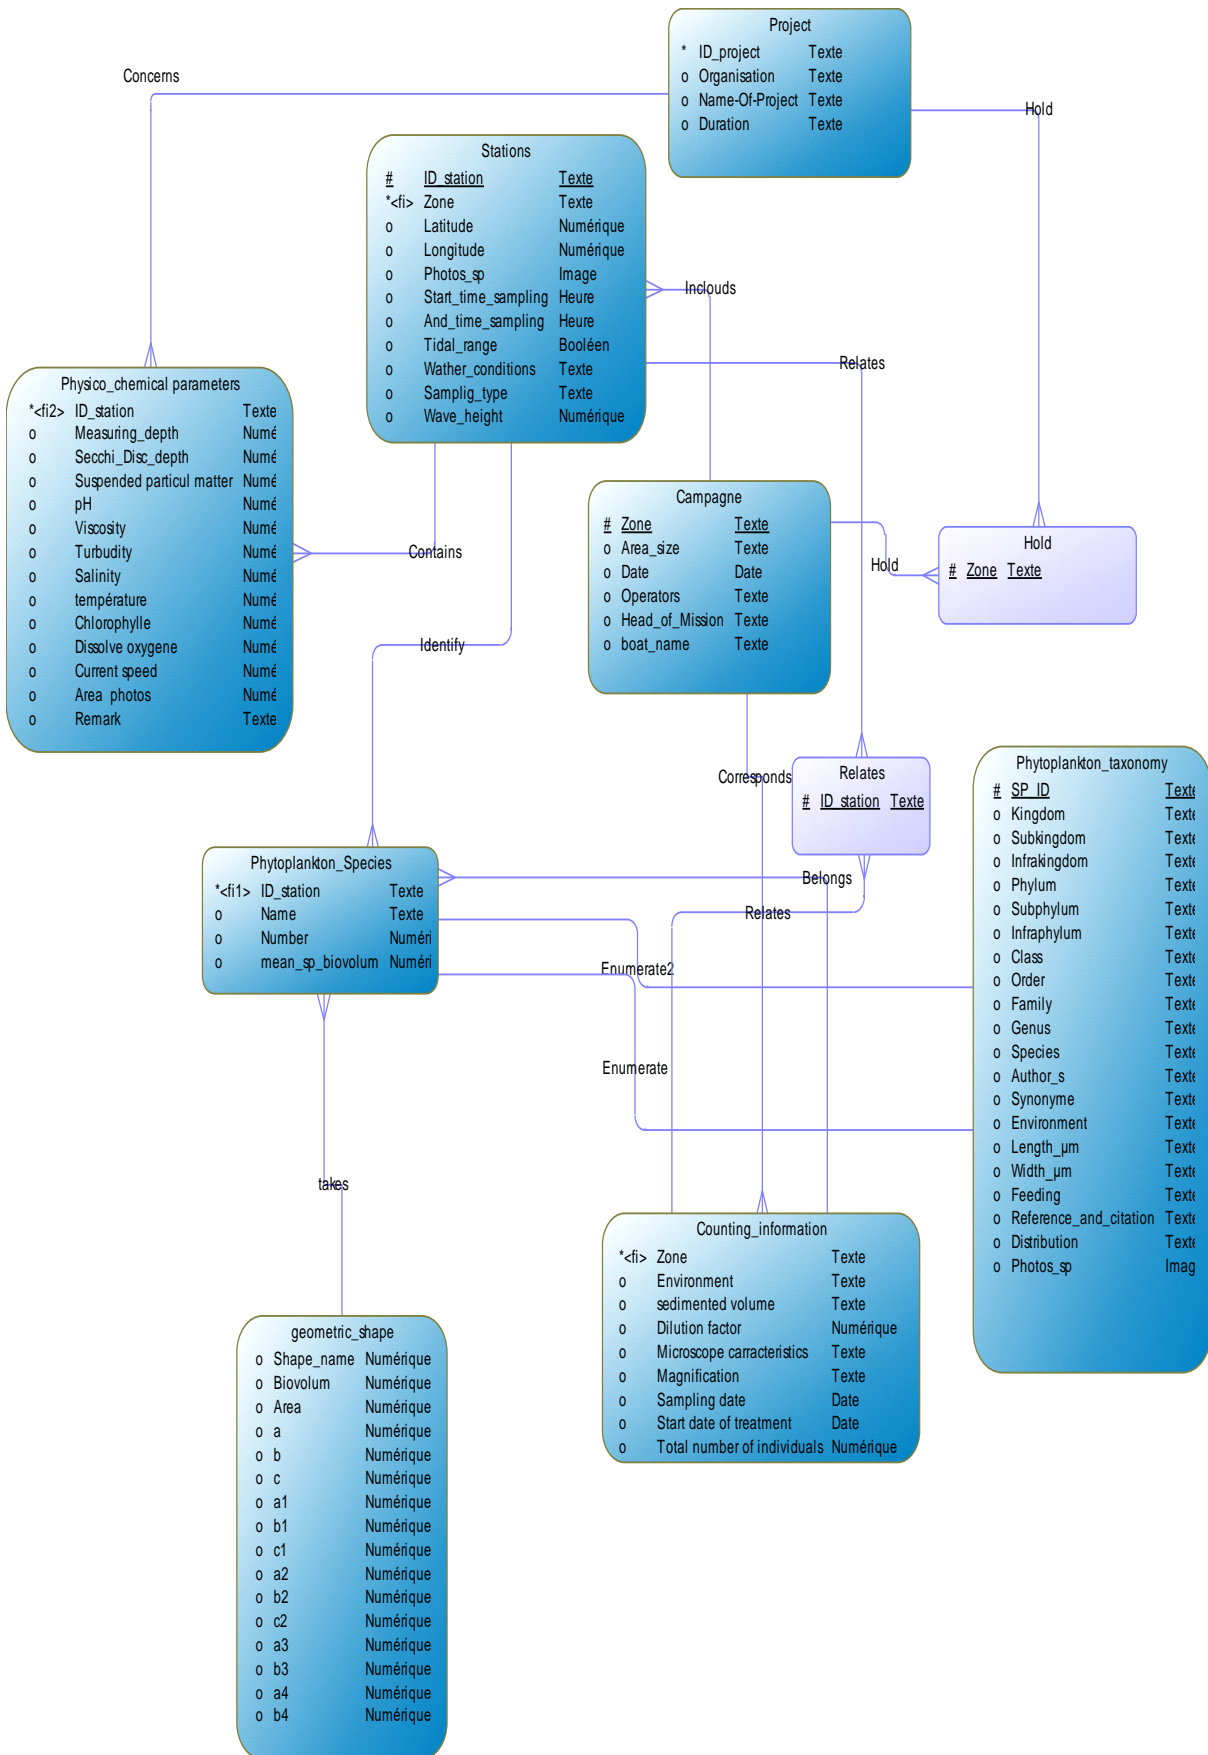 Project
* ID_project Texte
o Organisation Texte
o Name-Of-Project Texte
o Duration Texte
Concerns
Hold
Stations
# ID_station Texte
*<fi> Zone Texte
o Latitude Numérique
o Longitude Numérique
o Photos_sp Image
o Start_time_sampling Heure
o And_time_sampling Heure
o Tidal_range Booléen
o Wather_conditions Texte
o Samplig_type Texte
o Wave_height Numérique
Inclouds
Relates
Physico_chemical parameters
*<fi2> ID_station Texte
o Measuring_depth Numé
o Secchi_Disc_depth Numé
o Suspended particul matter Numé
o pH Numé
o Viscosity Numé
o Turbudity Numé
o Salinity Numé
o température Numé
o Chlorophylle Numé
o Dissolve oxygene Numé
o Current speed Numé
o Area photos Numé
o Remark Texte
Contains
Identify
Campagne
# Zone Texte
o Area_size Texte
o Date Date
o Operators Texte
o Head_of_Mission Texte
o boat_name Texte
Hold
Hold
# Zone Texte
Corresponds
Relates
# ID_station Texte
Phytoplankton_taxonomy
# SP_ID Texte
o Kingdom Texte
o Subkingdom Texte
o Infrakingdom Texte
o Phylum Texte
o Subphylum Texte
o Infraphylum Texte
o Class Texte
o Order Texte
o Family Texte
o Genus Texte
o Species Texte
o Author_s Texte
o Synonyme Texte
o Environment Texte
o Length_µm Texte
o Width_µm Texte
o Feeding Texte
o Reference_and_citation Texte
o Distribution Texte
o Photos_sp Imag
Phytoplankton_Species
*<fi1> ID_station Texte
o Name Texte
o Number Numéri
o mean_sp_biovolum Numéri
Belongs
Relates
Enumerate2
Enumerate
takes
Counting_information
*<fi> Zone Texte
o Environment Texte
o sedimented volume Texte
o Dilution factor Numérique
o Microscope carracteristics Texte
o Magnification Texte
o Sampling date Date
o Start date of treatment Date
o Total number of individuals Numérique
geometric_shape
o Shape_name Numérique
o Biovolum Numérique
o Area Numérique
o a Numérique
o b Numérique
o c Numérique
o a1 Numérique
o b1 Numérique
o c1 Numérique
o a2 Numérique
o b2 Numérique
o c2 Numérique
o a3 Numérique
o b3 Numérique
o a4 Numérique
o b4 Numérique